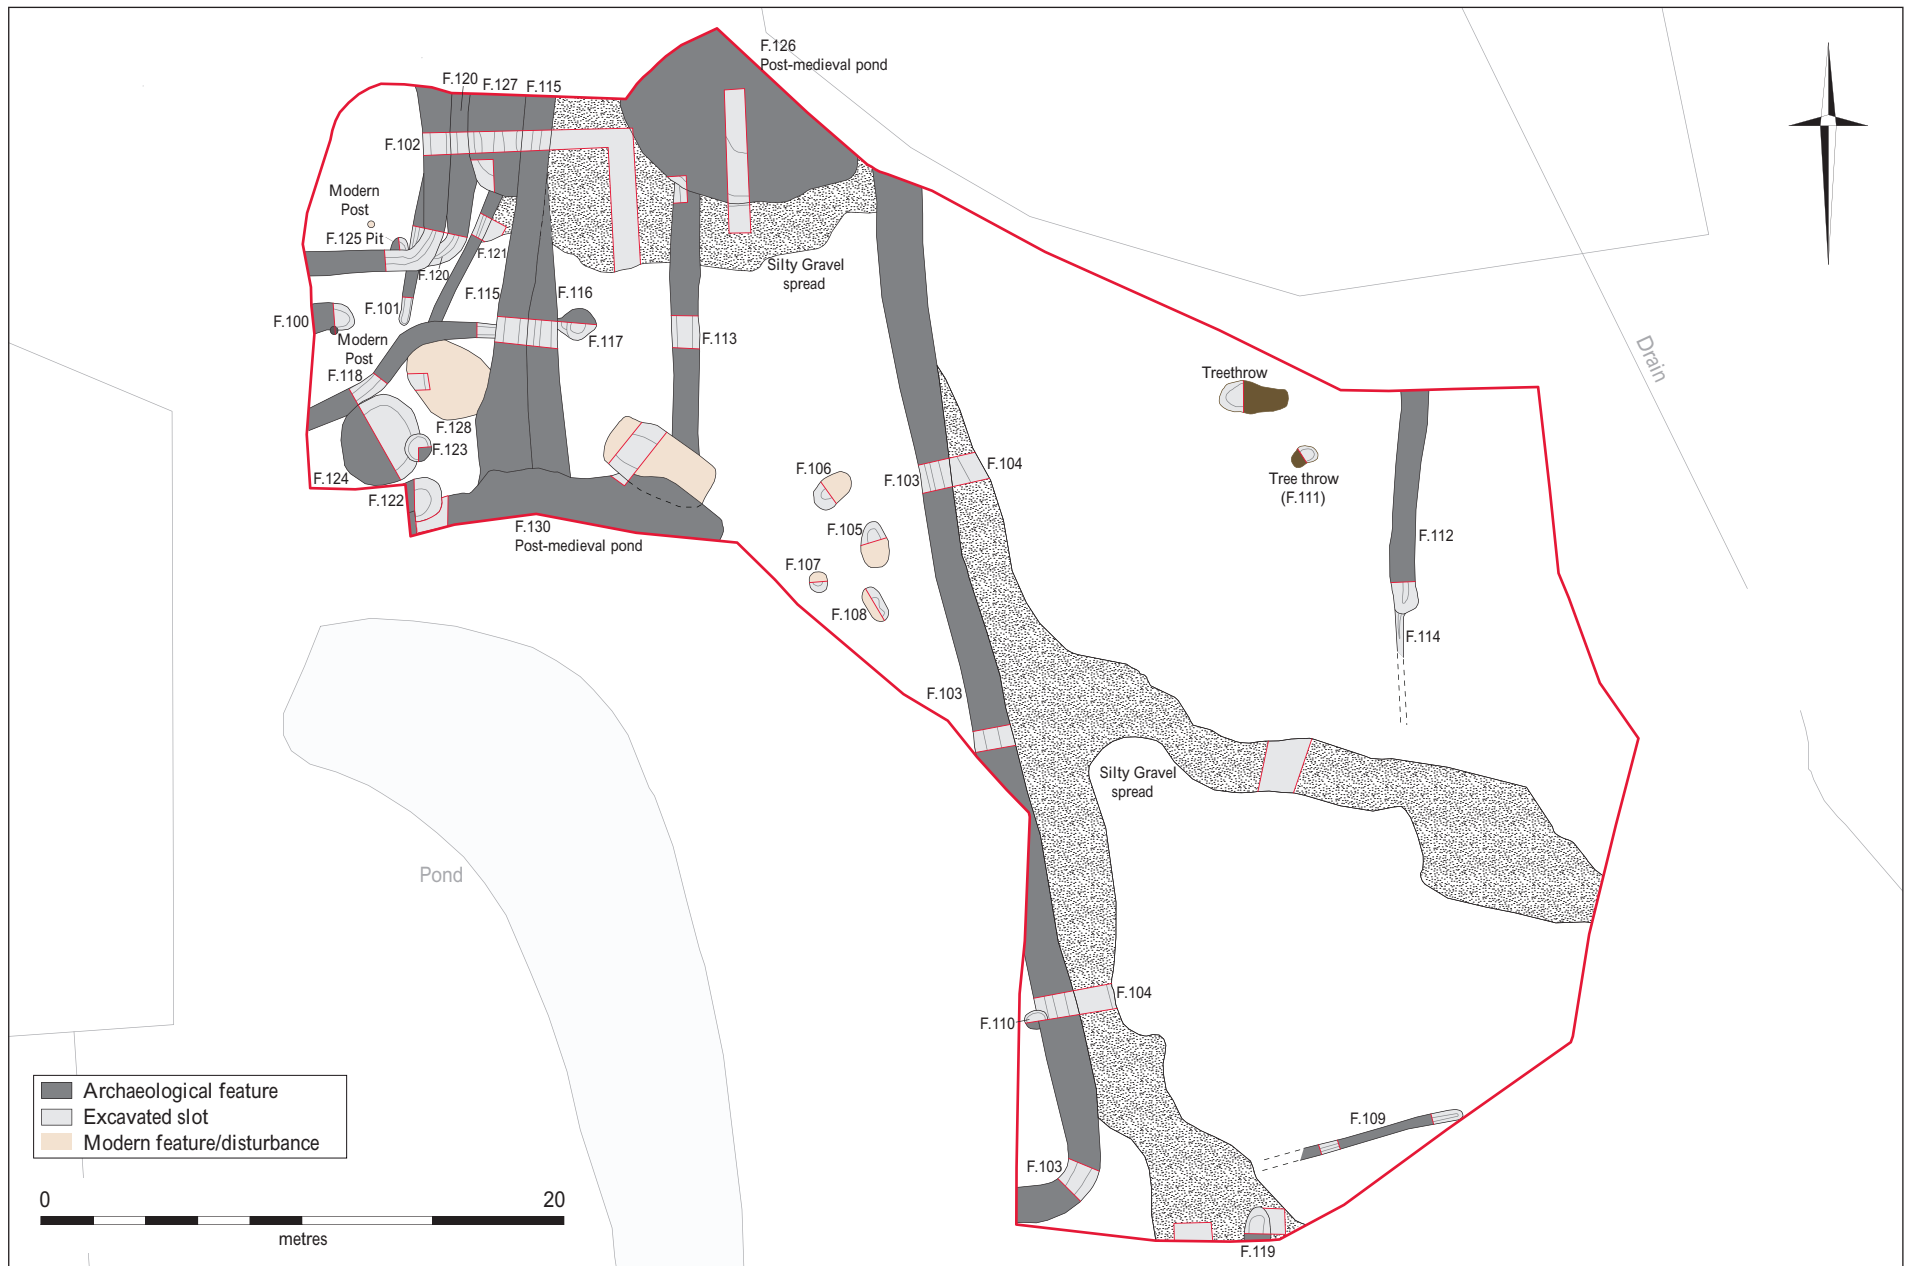 F.126
Post-medieval pond
F.120
F.127
F.115
F.102
Modern
Post
F.125 Pit
F.120
F.121
F.101
F.115
F.116
F.100
Modern
Post
F.117
F.113
F.118
F.128
F.123
F.124
F.122
F.130
Post-medieval pond
Silty Gravel
spread
F.106
F.103
F.104
F.105
F.107
F.108
Treethrow
Tree throw
(F.111)
F.112
F.114
Drain
F.103
Silty Gravel
spread
Pond
F.104
F.110
F.109
F.103
F.119
Archaeological feature
Excavated slot
Modern feature/disturbance
0
20
metres